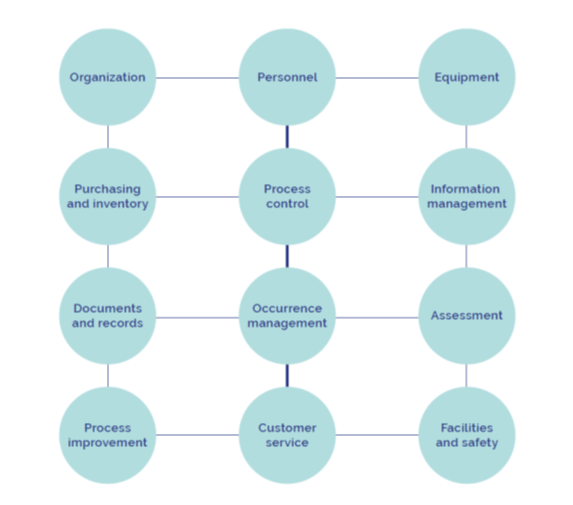 Organization
Personnel
Equipment
Purchasing
and inventory
Process
control
Information
management
Documents
and records
Occurrence
management
Assessment
Process
improvement
Customer
service
Facilities
and safety